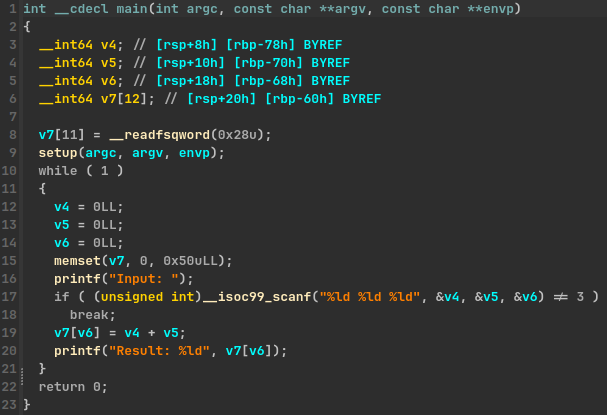 1 int __cdecl main(int argc, const char **argv, const char **envp)
2 {
3   __int64 v4; // [rsp+8h] [rbp-78h] BYREF
4   __int64 v5; // [rsp+10h] [rbp-70h] BYREF
5   __int64 v6; // [rsp+18h] [rbp-68h] BYREF
6   __int64 v7[12]; // [rsp+20h] [rbp-60h] BYREF
7
8   v7[11] = __readfsqword(0x28u);
9   setup(argc, argv, envp);
10   while ( 1 )
11   {
12     v4 = 0LL;
13     v5 = 0LL;
14     v6 = 0LL;
15     memset(v7, 0, 0x50uLL);
16     printf("Input: ");
17     if ( (unsigned int)__isoc99_scanf("%ld %ld %ld", &v4, &v5, &v6) != 3 )
18       break;
19     v7[v6] = v4 + v5;
20     printf("Result: %ld", v7[v6]);
21   }
22   return 0;
23 }